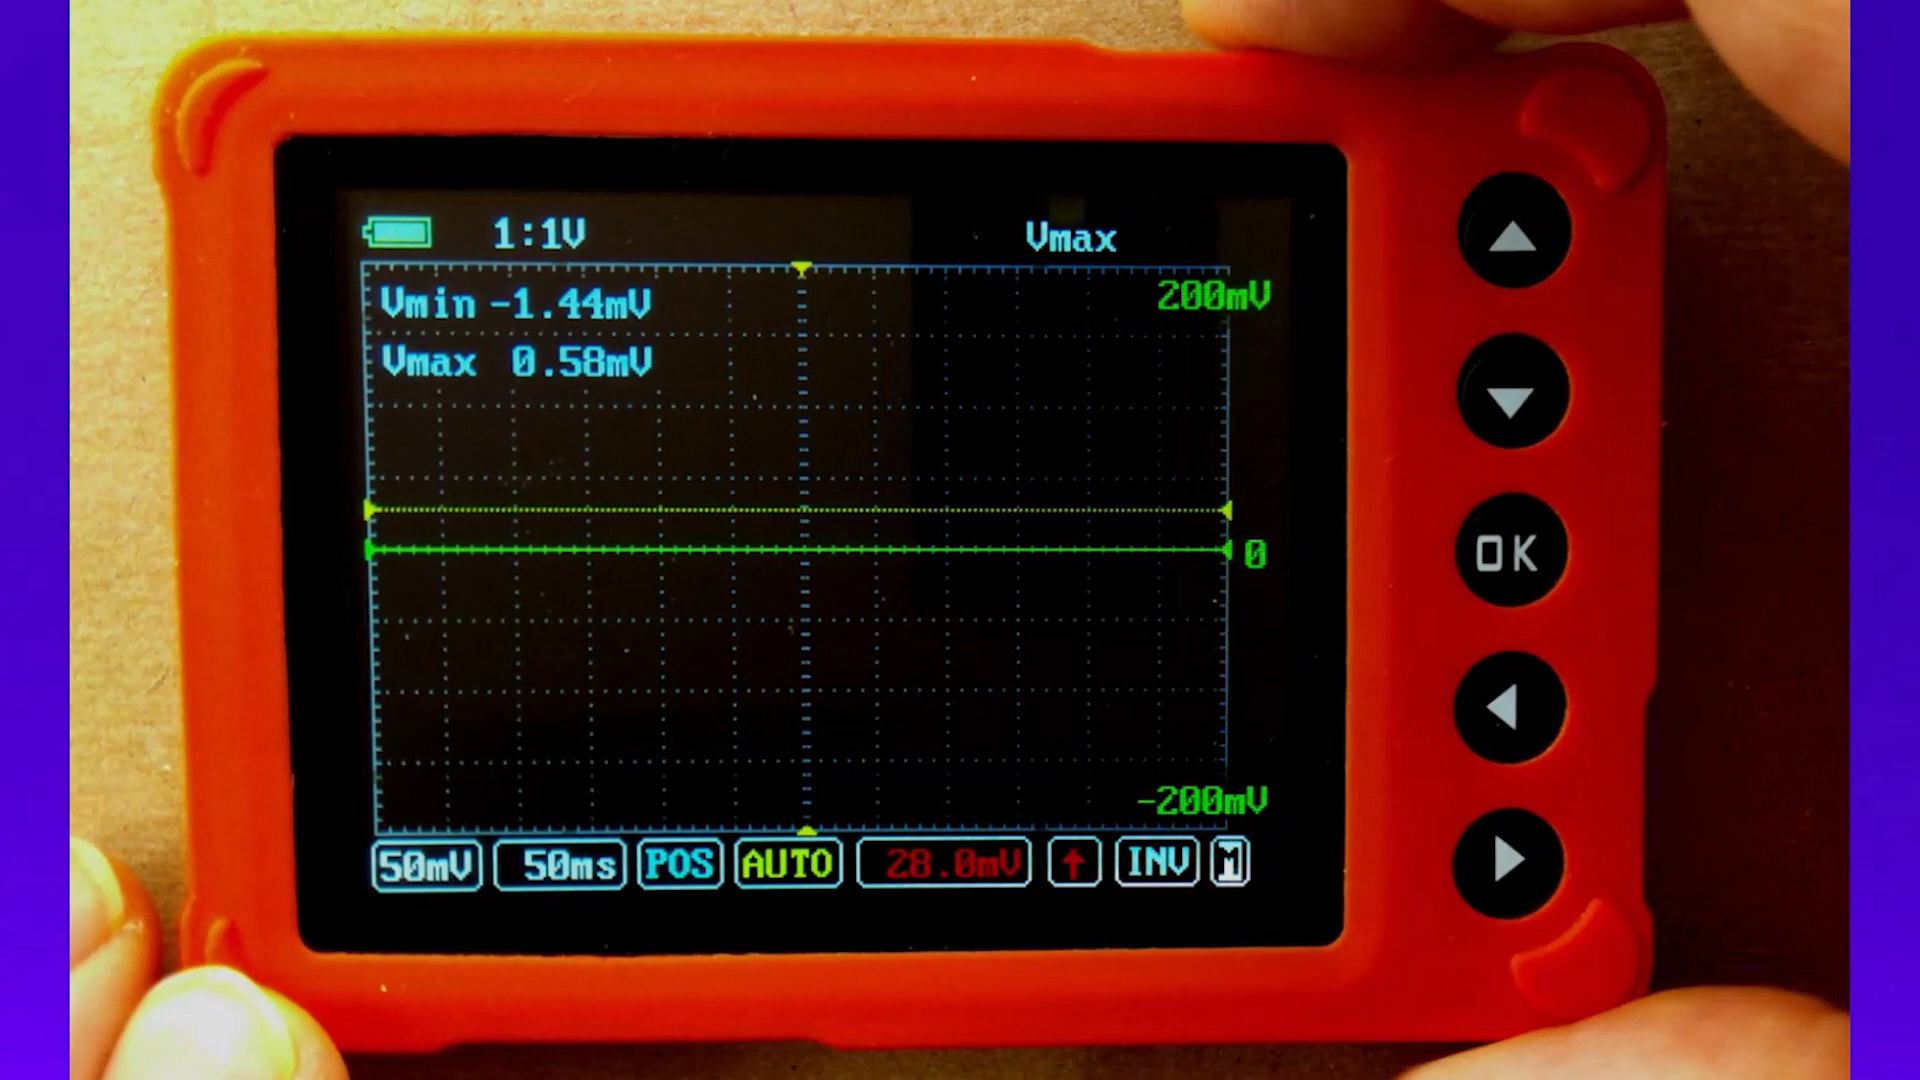 1:1V Vmax
Vmin -1.44mV 200mV
Vmax 0.58mV
0
-200mV
50mV 50ms POS AUTO 28.0mV ↑ INV M
OK